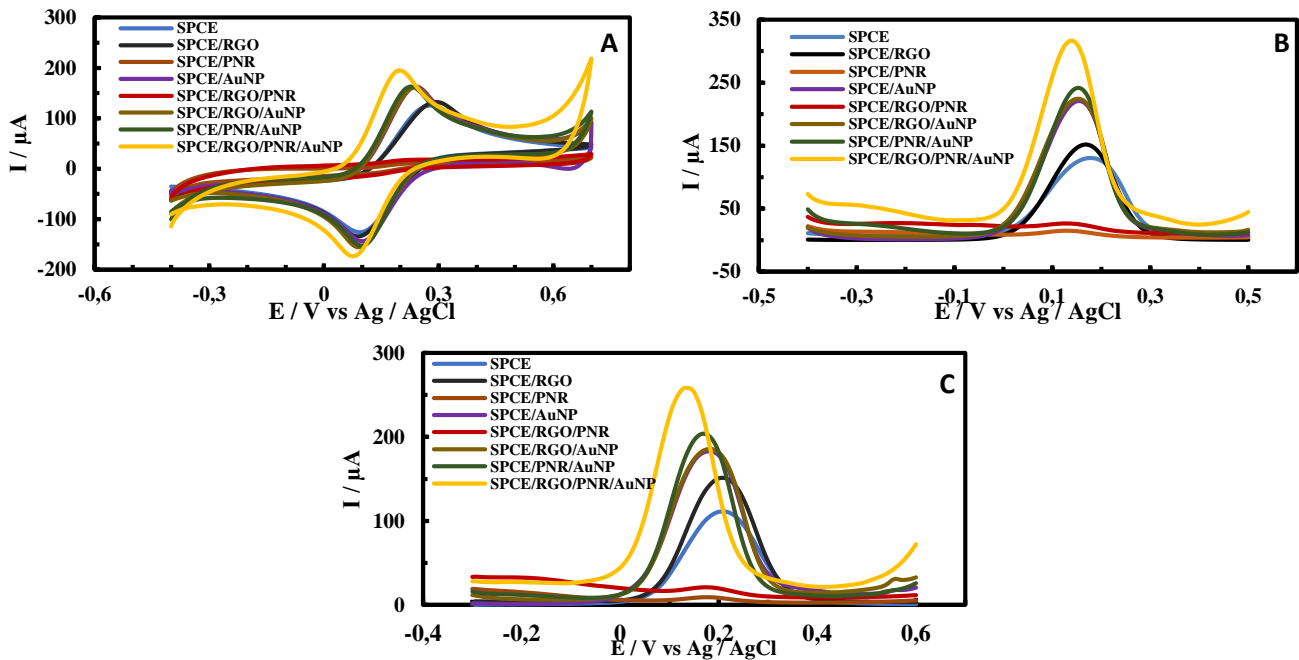 A
I / µA
300
200
100
0
-100
-200
-0,6
-0,3
0
0,3
0,6
E / V vs Ag / AgCl
SPCE
SPCE/RGO
SPCE/PNR
SPCE/AuNP
SPCE/RGO/PNR
SPCE/RGO/AuNP
SPCE/PNR/AuNP
SPCE/RGO/PNR/AuNP
B
I / µA
350
250
150
50
-50
-0,5
-0,3
-0,1
0,1
0,3
0,5
E / V vs Ag / AgCl
SPCE
SPCE/RGO
SPCE/PNR
SPCE/AuNP
SPCE/RGO/PNR
SPCE/RGO/AuNP
SPCE/PNR/AuNP
SPCE/RGO/PNR/AuNP
C
I / µA
300
200
100
0
-0,4
-0,2
0
0,2
0,4
0,6
E / V vs Ag / AgCl
SPCE
SPCE/RGO
SPCE/PNR
SPCE/AuNP
SPCE/RGO/PNR
SPCE/RGO/AuNP
SPCE/PNR/AuNP
SPCE/RGO/PNR/AuNP